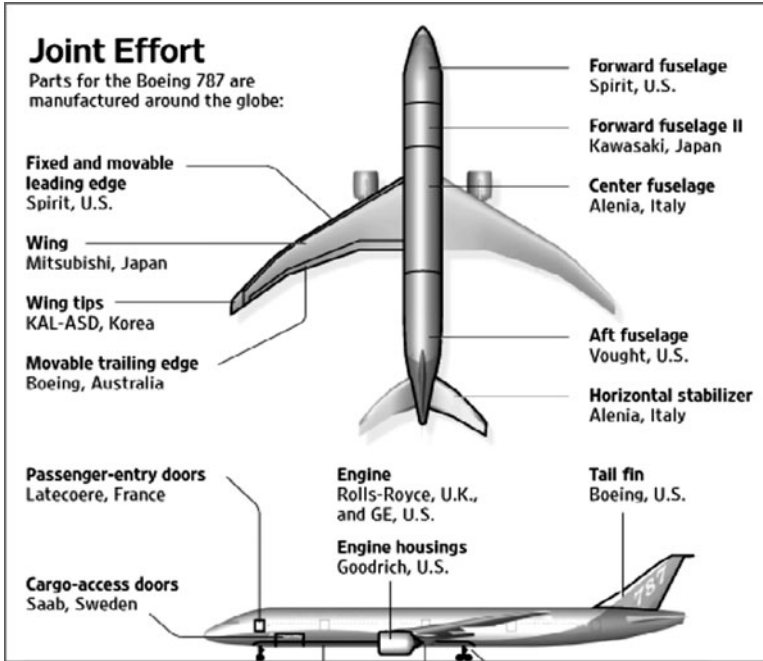 Joint Effort
Parts for the Boeing 787 are
manufactured around the globe:
Fixed and movable
leading edge
Spirit, U.S.
Wing
Mitsubishi, Japan
Wing tips
KAL-ASD, Korea
Movable trailing edge
Boeing, Australia
Forward fuselage
Spirit, U.S.
Forward fuselage II
Kawasaki, Japan
Center fuselage
Alenia, Italy
Aft fuselage
Vought, U.S.
Horizontal stabilizer
Alenia, Italy
Passenger-entry doors
Latecoere, France
Cargo-access doors
Saab, Sweden
Engine
Rolls-Royce, U.K.,
and GE, U.S.
Engine housings
Goodrich, U.S.
Tail fin
Boeing, U.S.
787